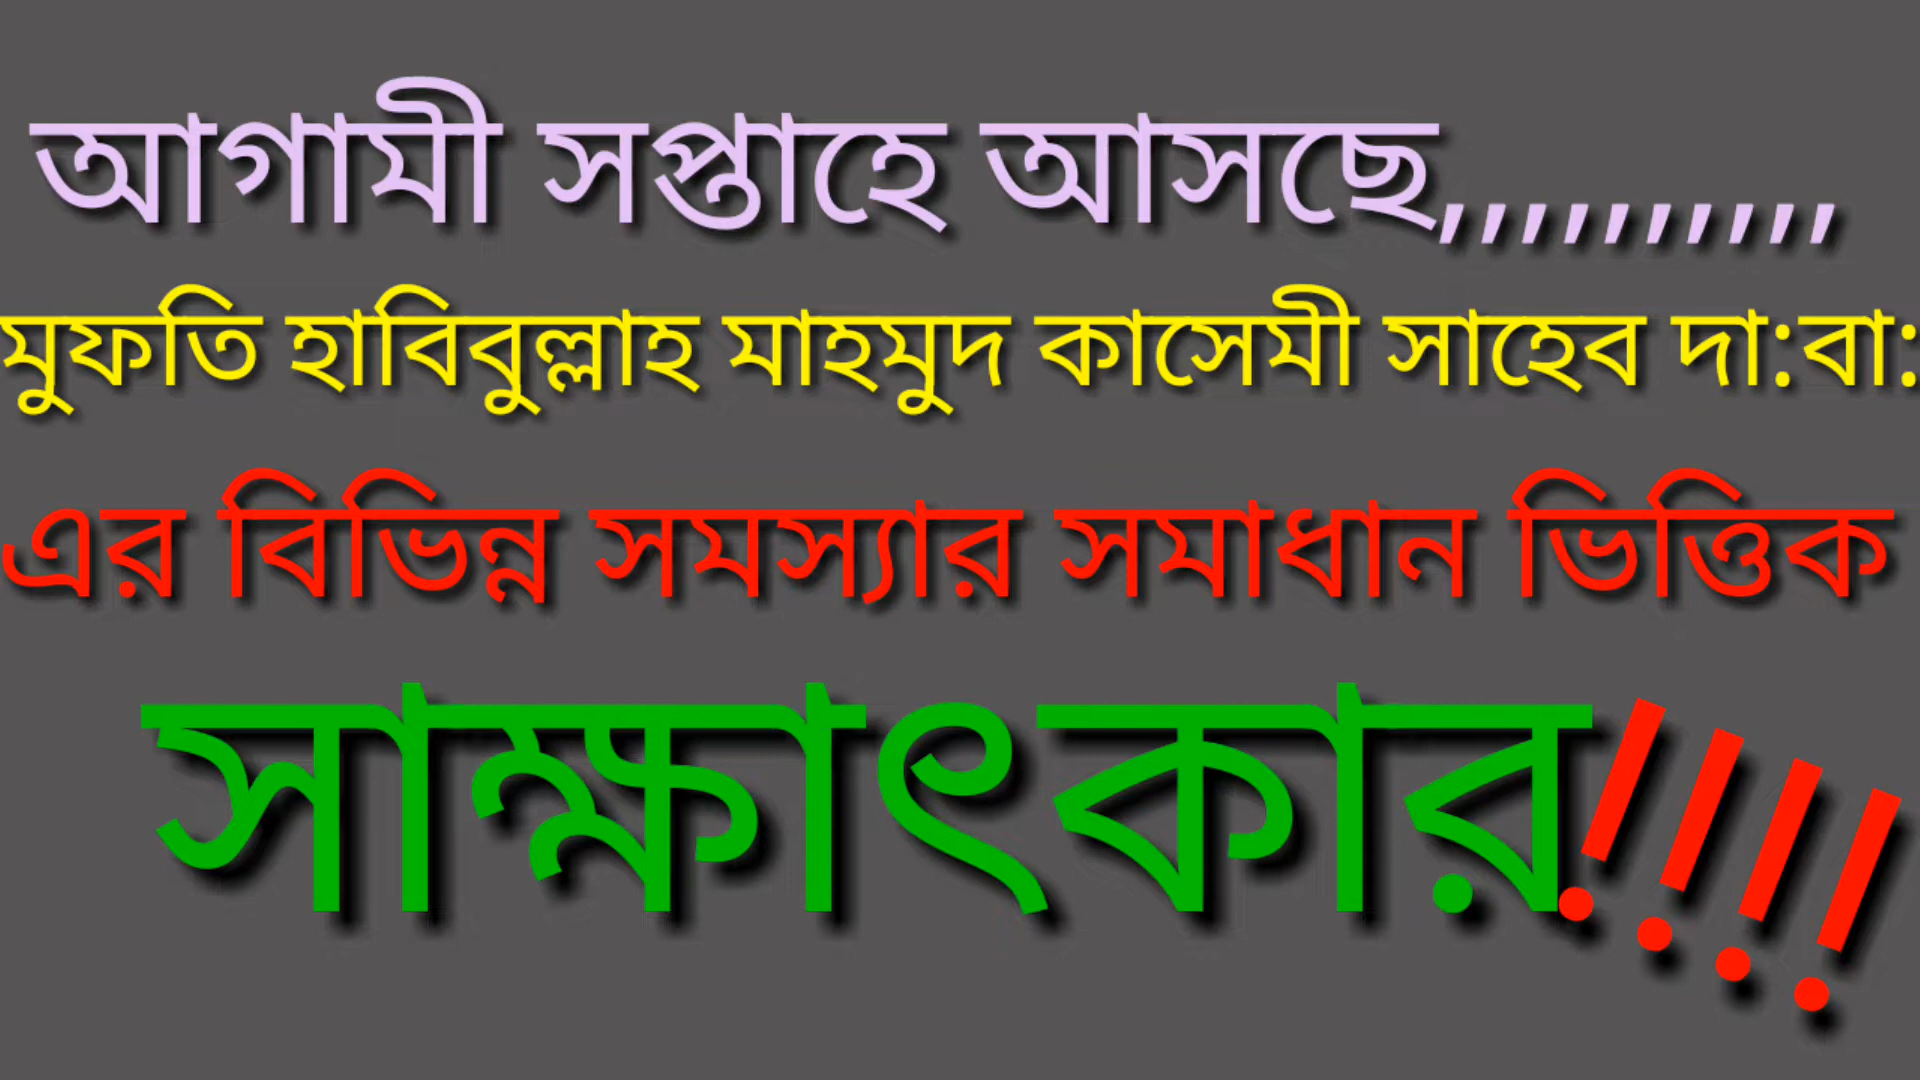 আগামী সপ্তাহে আসছে,,,,,,,,,,
মুফতি হাবিবুল্লাহ মাহমুদ কাসেমী সাহেব দা:বা:
এর বিভিন্ন সমস্যার সমাধান ভিত্তিক
সাক্ষাৎকার!!!!